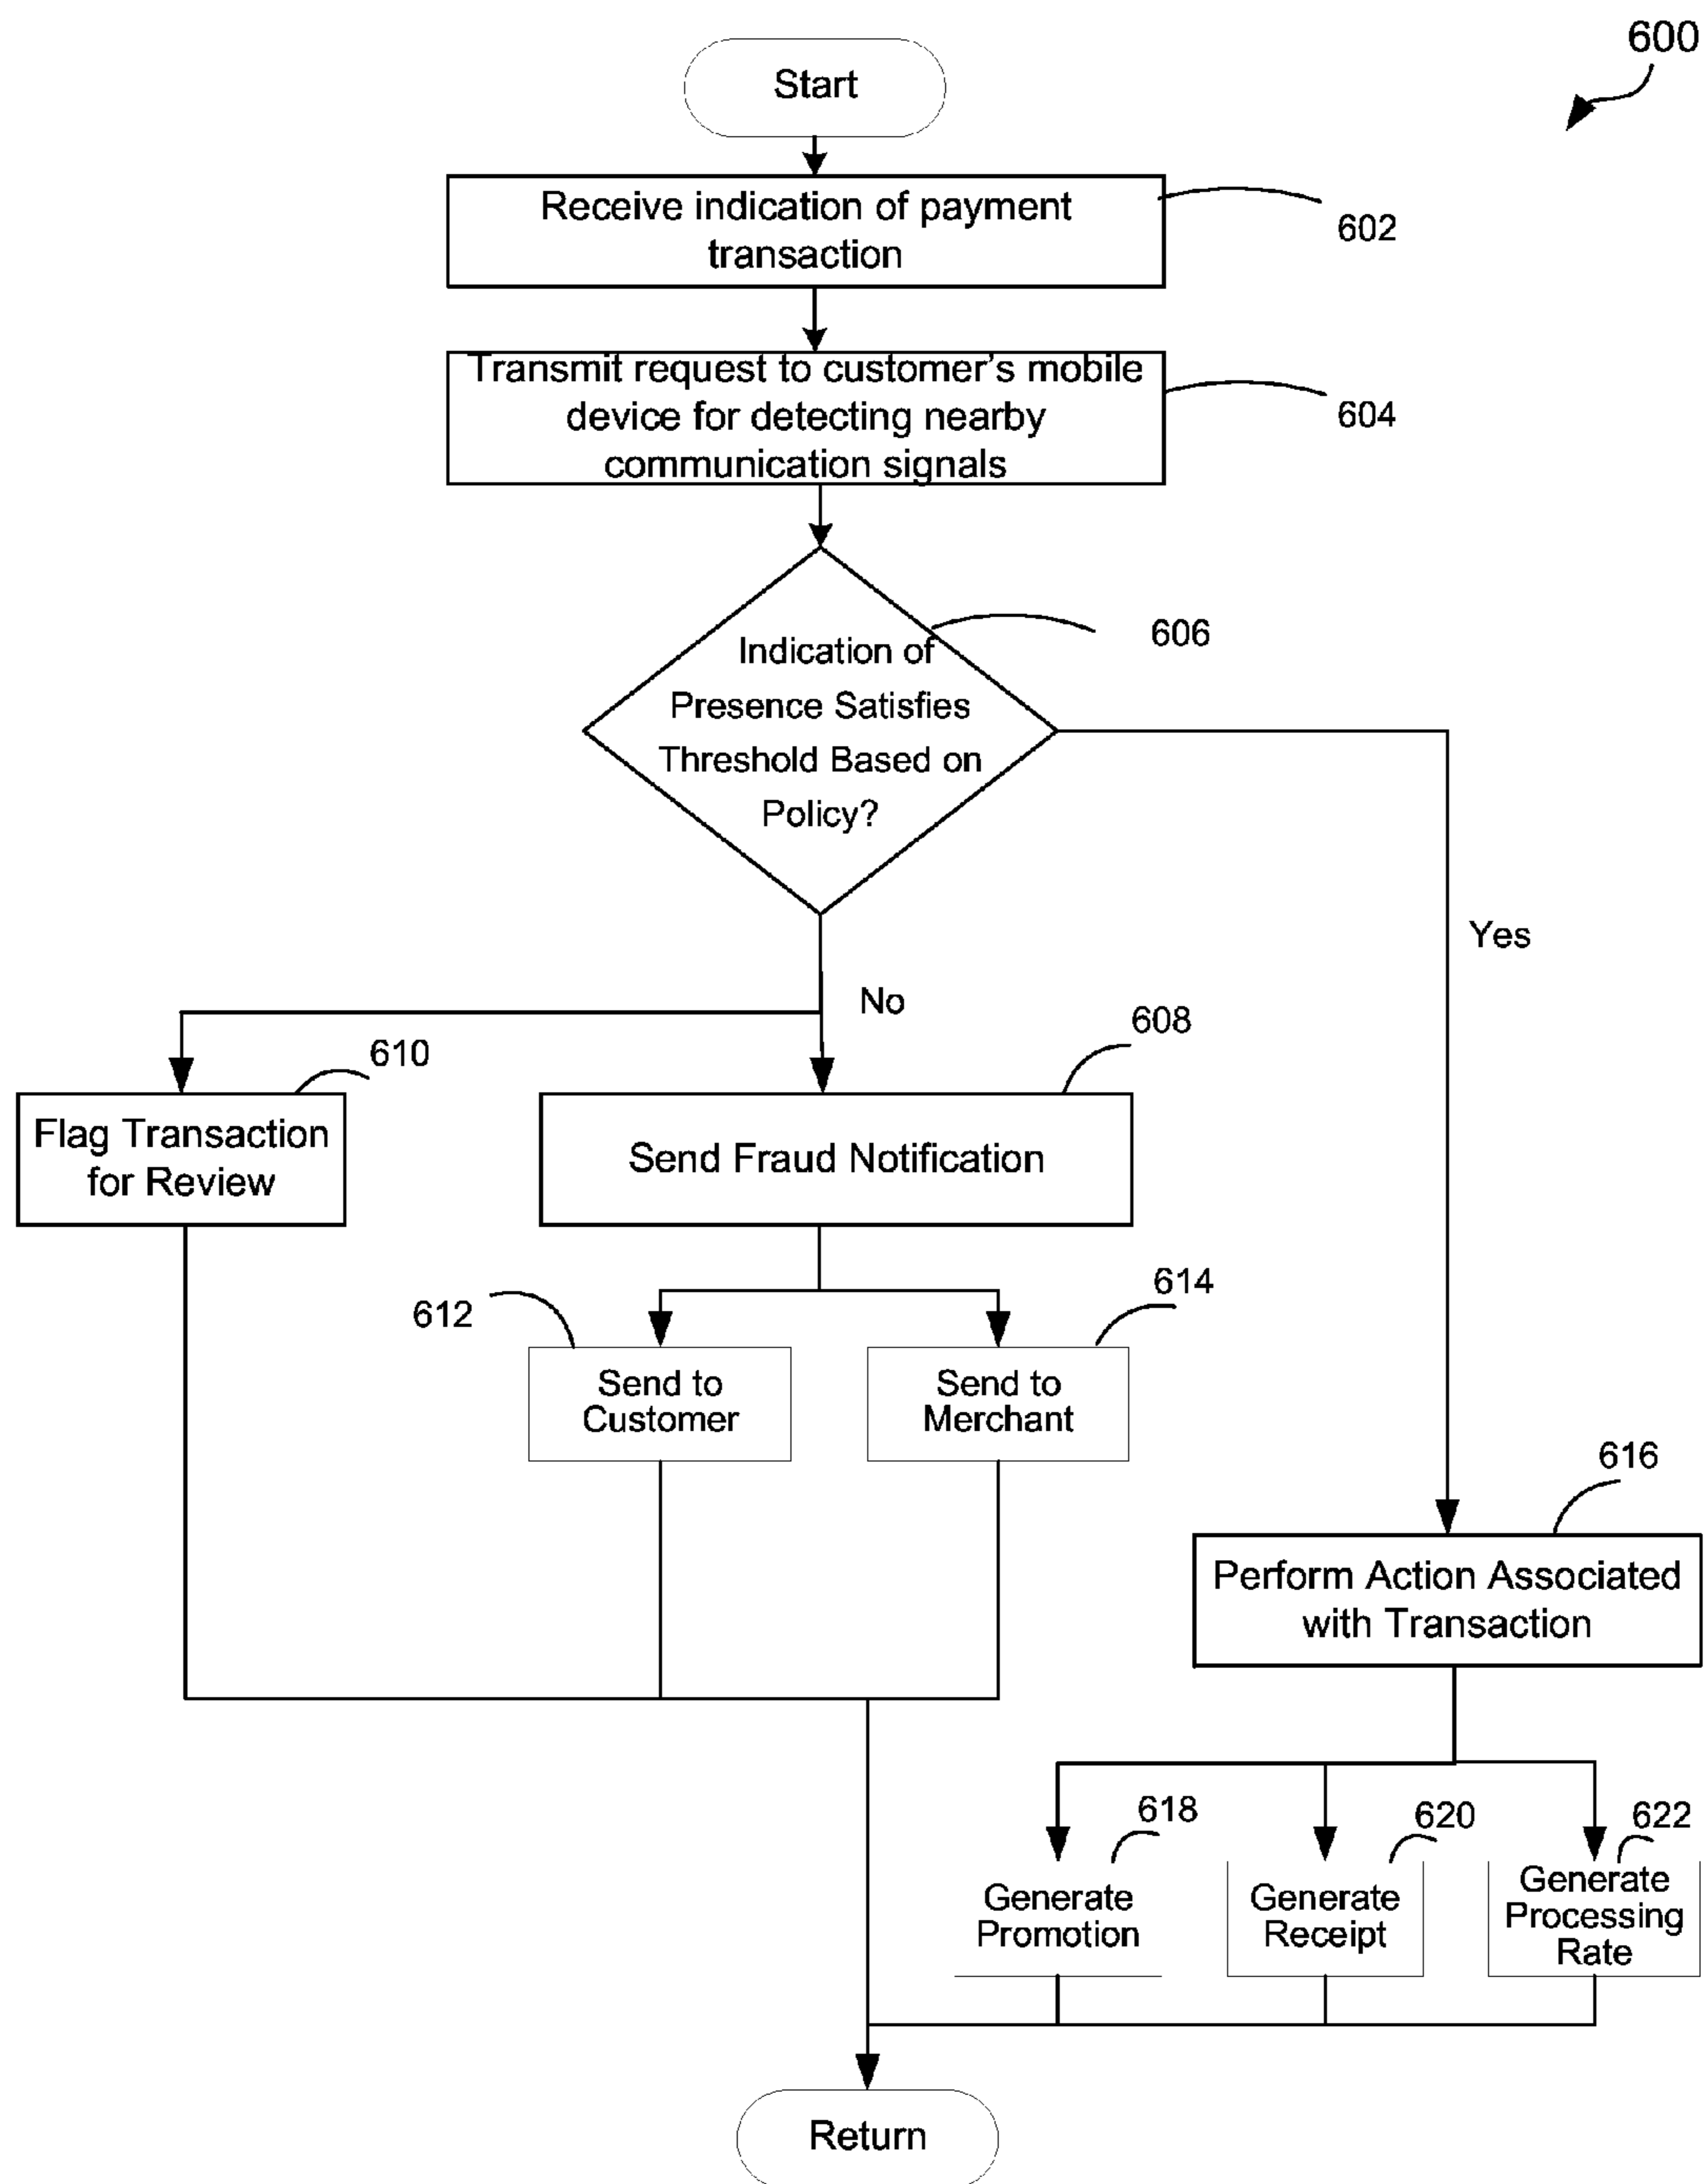 600
Start
Receive indication of payment
transaction
602
Transmit request to customer's mobile
device for detecting nearby
communication signals
604
Indication of
Presence Satisfies
Threshold Based on
Policy?
606
Yes
No
608
610
Flag Transaction
for Review
Send Fraud Notification
612
614
Send to
Customer
Send to
Merchant
616
Perform Action Associated
with Transaction
618
620
622
Generate
Promotion
Generate
Receipt
Generate
Processing
Rate
Return